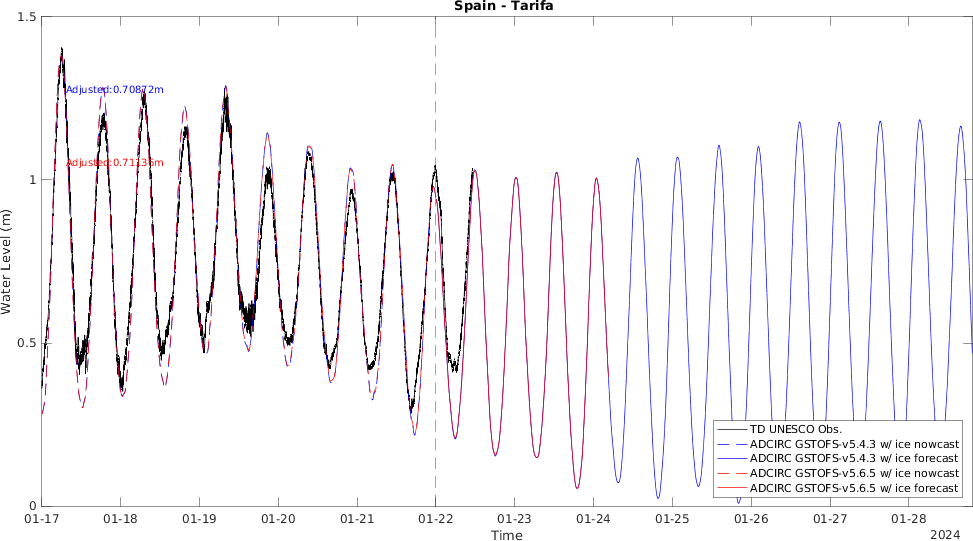 Spain - Tarifa
1.5
Adjusted:0.70872m
Adjusted:0.71136m
1
0.5
0
Water Level (m)
TD UNESCO Obs.
ADCIRC GSTOFS-v5.4.3 w/ ice nowcast
ADCIRC GSTOFS-v5.4.3 w/ ice forecast
ADCIRC GSTOFS-v5.6.5 w/ ice nowcast
ADCIRC GSTOFS-v5.6.5 w/ ice forecast
01-17 01-18 01-19 01-20 01-21 01-22 01-23 01-24 01-25 01-26 01-27 01-28
Time
2024